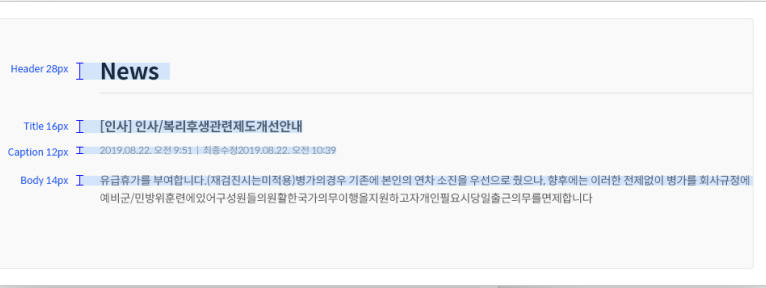 Header 28px News
Title 16px [인사] 인사/복리후생관련제도개선안내
Caption 12px 2019.08.22. 오전 9:51 | 최종수정2019.08.22. 오전 10:39
Body 14px 유급휴가를 부여합니다.(재검진시는미적용)병가의경우 기존에 본인의 연차 소진을 우선으로 줬으나, 향후에는 이러한 전제없이 병가를 회사규정에
예비군/민방위훈련에있어구성원들의원활한국가의무이행을지원하고자개인필요시당일출근의무를면제합니다